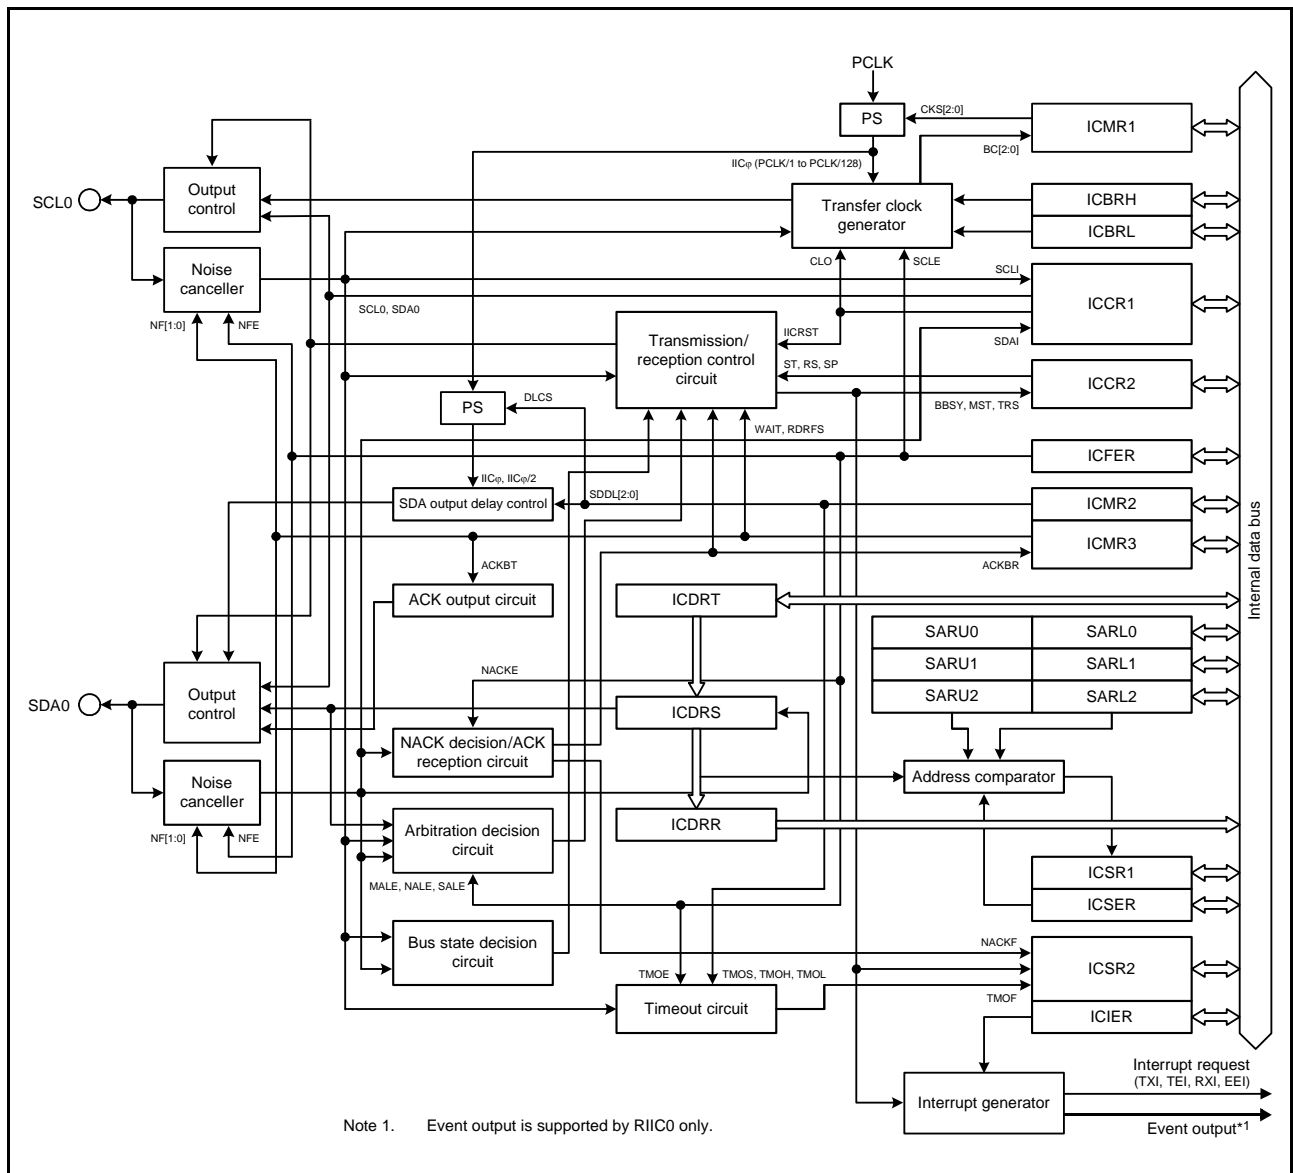 PCLK
PS
CKS[2:0]
ICMR1
BC[2:0]
IICφ (PCLK/1 to PCLK/128)
SCL0
Output
control
Transfer clock
generator
ICBRH
ICBRL
Noise
canceller
CLO
SCLE
SCLI
ICCR1
SCL0, SDA0
NF[1:0]
NFE
Transmission/
reception control
circuit
IICRST
SDAI
ST, RS, SP
ICCR2
BBSY, MST, TRS
PS
DLCS
WAIT, RDRFS
ICFER
IICφ, IICφ/2
SDA output delay control
SDDL[2:0]
ICMR2
ICMR3
ACKBT
ACKBR
ACK output circuit
ICDRT
Internal data bus
SARU0
SARL0
SARU1
SARL1
SARU2
SARL2
NACKE
SDA0
Output
control
ICDRS
NACK decision/ACK
reception circuit
Address comparator
Noise
canceller
ICDRR
NF[1:0]
NFE
Arbitration decision
circuit
MALE, NALE, SALE
ICSR1
ICSER
Bus state decision
circuit
NACKF
ICSR2
TMOE
TMOS, TMOH, TMOL
TMOF
Timeout circuit
ICIER
Interrupt request
(TXI, TEI, RXI, EEI)
Interrupt generator
Event output*1
Note 1. Event output is supported by RIIC0 only.